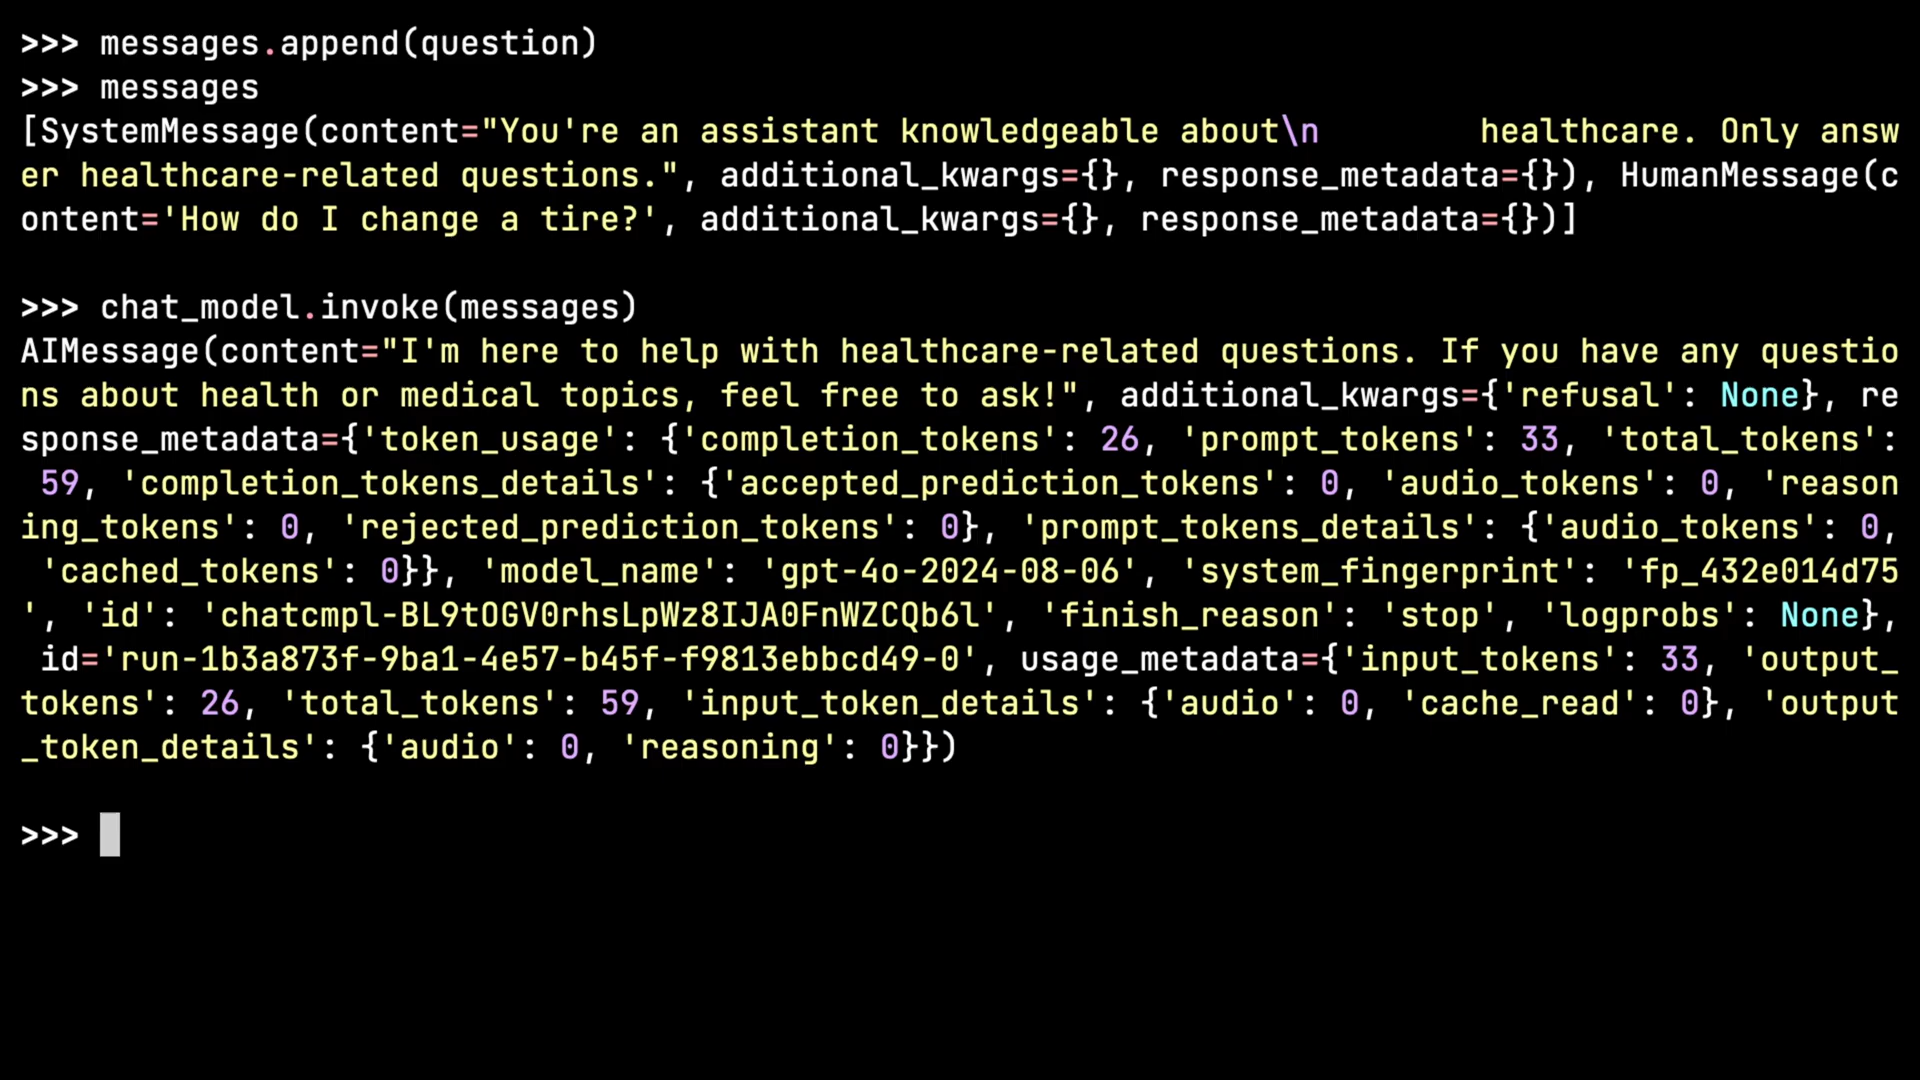 >>> messages.append(question)
>>> messages
[SystemMessage(content="You're an assistant knowledgeable about\n        healthcare. Only answ
er healthcare-related questions.", additional_kwargs={}, response_metadata={}), HumanMessage(c
ontent='How do I change a tire?', additional_kwargs={}, response_metadata={})]
>>> chat_model.invoke(messages)
AIMessage(content="I'm here to help with healthcare-related questions. If you have any questio
ns about health or medical topics, feel free to ask!", additional_kwargs={'refusal': None}, re
sponse_metadata={'token_usage': {'completion_tokens': 26, 'prompt_tokens': 33, 'total_tokens':
 59, 'completion_tokens_details': {'accepted_prediction_tokens': 0, 'audio_tokens': 0, 'reason
ing_tokens': 0, 'rejected_prediction_tokens': 0}, 'prompt_tokens_details': {'audio_tokens': 0,
 'cached_tokens': 0}}, 'model_name': 'gpt-4o-2024-08-06', 'system_fingerprint': 'fp_432e014d75
', 'id': 'chatcmpl-BL9tOGV0rhsLpWz8IJA0FnWZCQb6l', 'finish_reason': 'stop', 'logprobs': None},
 id='run-1b3a873f-9ba1-4e57-b45f-f9813ebbcd49-0', usage_metadata={'input_tokens': 33, 'output_
tokens': 26, 'total_tokens': 59, 'input_token_details': {'audio': 0, 'cache_read': 0}, 'output
_token_details': {'audio': 0, 'reasoning': 0}})
>>>